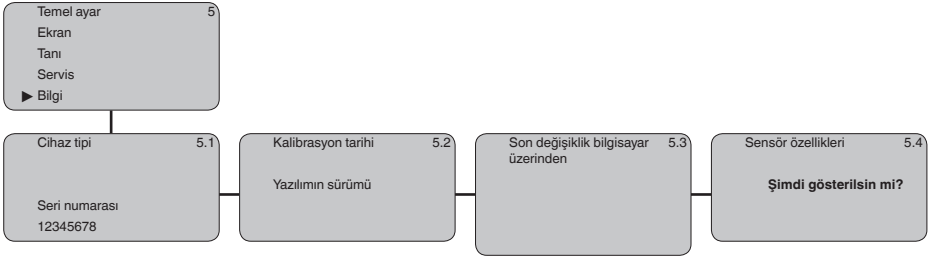 Temel ayar 5
Ekran
Tanı
Servis
▶ Bilgi
Cihaz tipi 5.1
Seri numarası
12345678
Kalibrasyon tarihi 5.2
Yazılımın sürümü
Son değişiklik bilgisayar 5.3
üzerinden
Sensör özellikleri 5.4
Şimdi gösterilsin mi?